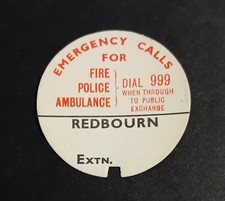 EMERGENCY CALLS
FOR
FIRE
POLICE
AMBULANCE
DIAL 999
WHEN THROUGH
TO PUBLIC
EXCHANGE
REDBOURN
EXTN.